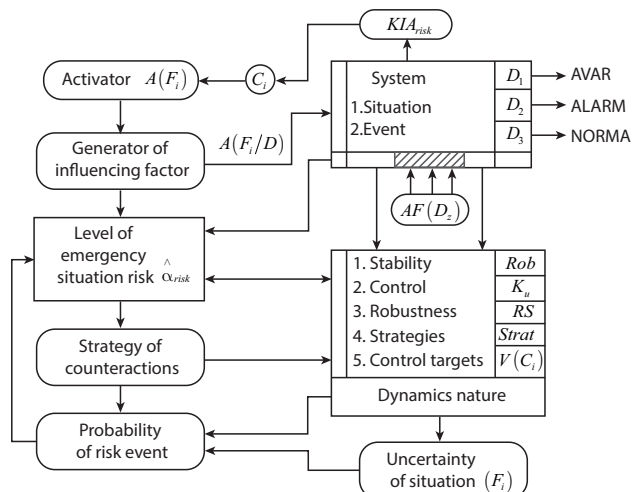 KIA_risk
Activator A(F_i)
C_i
System
1.Situation
2.Event
D_1
D_2
D_3
AVAR
ALARM
NORMA
Generator of
influencing factor
A(F_i/D)
AF(D_z)
Level of
emergency
situation risk α̂_risk
1. Stability
2. Control
3. Robustness
4. Strategies
5. Control targets
Rob
K_u
RS
Strat
V(C_i)
Strategy of
counteractions
Dynamics nature
Probability
of risk event
Uncertainty
of situation (F_i)